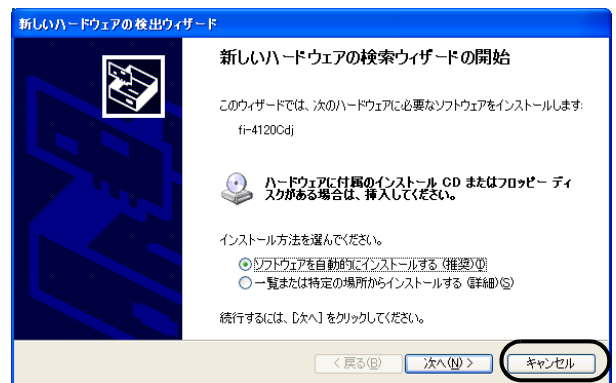 新しいハードウェアの検出ウィザード
新しいハードウェアの検索ウィザードの開始
このウィザードでは、次のハードウェアに必要なソフトウェアをインストールします:
fi-4120Cdj
ハードウェアに付属のインストール CD またはフロッピー ディ
スクがある場合は、挿入してください。
インストール方法を選んでください。
ソフトウェアを自動的にインストールする (推奨)(I)
一覧または特定の場所からインストールする (詳細)(S)
続行するには、[次へ] をクリックしてください。
< 戻る(B) 次へ(N) > キャンセル